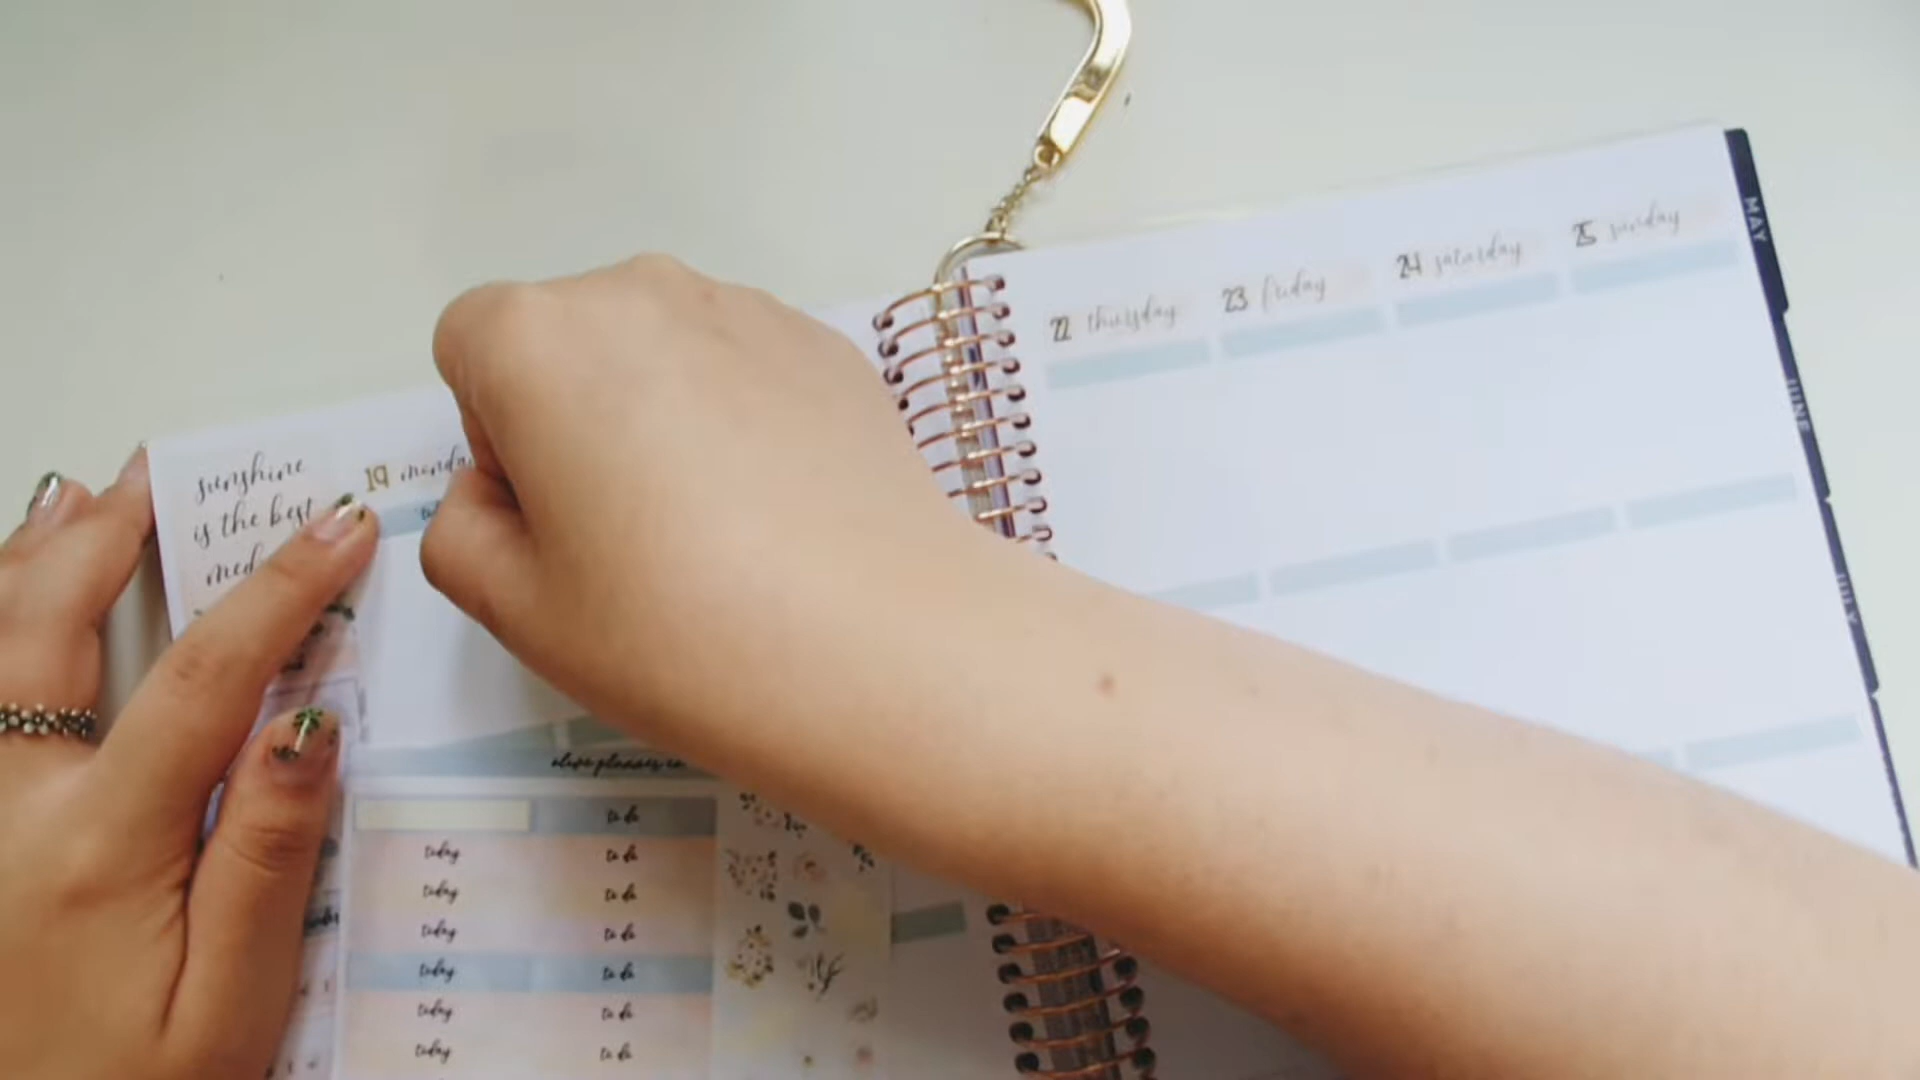 sunshine
is the best
19 monday
22 thursday
23 friday
24 saturday
25 sunday
MAY
JUNE
JULY
to do
today
to do
today
to do
today
to do
today
to do
today
to do
today
to do